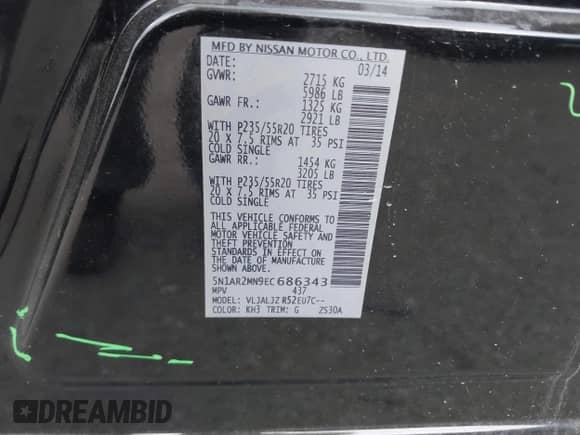 MFD BY NISSAN MOTOR CO., LTD.
DATE: 03/14
GVWR: 2715 KG
5986 LB
GAWR FR.: 1325 KG
2921 LB
WITH P235/55R20 TIRES
20 X 7.5 RIMS AT 35 PSI
COLD SINGLE
GAWR RR.: 1454 KG
3205 LB
WITH P235/55R20 TIRES
20 X 7.5 RIMS AT 35 PSI
COLD SINGLE
THIS VEHICLE CONFORMS TO
ALL APPLICABLE FEDERAL
MOTOR VEHICLE SAFETY AND
THEFT PREVENTION
STANDARDS IN EFFECT ON
THE DATE OF MANUFACTURE
SHOWN ABOVE.
5N1AR2MN9EC686343
MPV 437
MODEL: VLJALJZ R52EU7C--
COLOR: KH3 TRIM: G ZS30A
DREAMBID